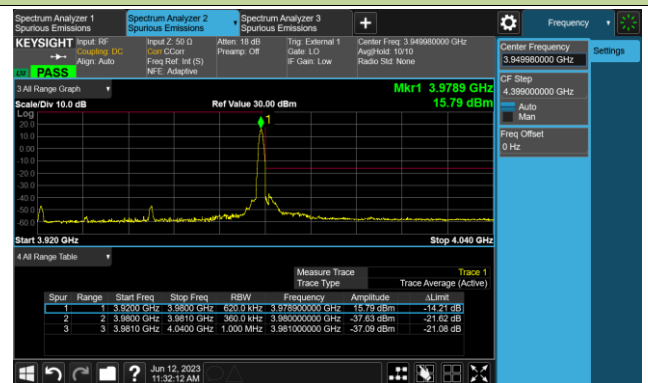 Spectrum Analyzer 1
Spurious Emissions
Spectrum Analyzer 2
Spurious Emissions
Spectrum Analyzer 3
Spurious Emissions
+
Frequency
KEYSIGHT
Input: RF
Coupling: DC
Align: Auto
Input Z: 50 Ω
Corr CCorr
Freq Ref: Int (S)
NFE: Adaptive
Atten: 18 dB
Preamp: Off
Trig: External 1
Gate: LO
IF Gain: Low
Center Freq: 3.949980000 GHz
Avg|Hold: 10/10
Radio Std: None
LXI PASS
Center Frequency
3.949980000 GHz
Settings
CF Step
4.399000000 GHz
Auto
Man
Freq Offset
0 Hz
3 All Range Graph
Mkr1 3.9789 GHz
Scale/Div 10.0 dB
Ref Value 30.00 dBm
15.79 dBm
Log
20.0
10.0
0.00
-10.0
-20.0
-30.0
-40.0
-50.0
-60.0
1
Start 3.920 GHz
Stop 4.040 GHz
4 All Range Table
Measure Trace Trace 1
Trace Type Trace Average (Active)
Spur Range Start Freq Stop Freq RBW Frequency Amplitude ΔLimit
1 1 3.9200 GHz 3.9800 GHz 620.0 kHz 3.978900000 GHz 15.79 dBm -14.21 dB
2 2 3.9800 GHz 3.9810 GHz 360.0 kHz 3.980000000 GHz -37.63 dBm -21.62 dB
3 3 3.9810 GHz 4.0400 GHz 1.000 MHz 3.981000000 GHz -37.09 dBm -21.08 dB
?
Jun 12, 2023
11:32:12 AM